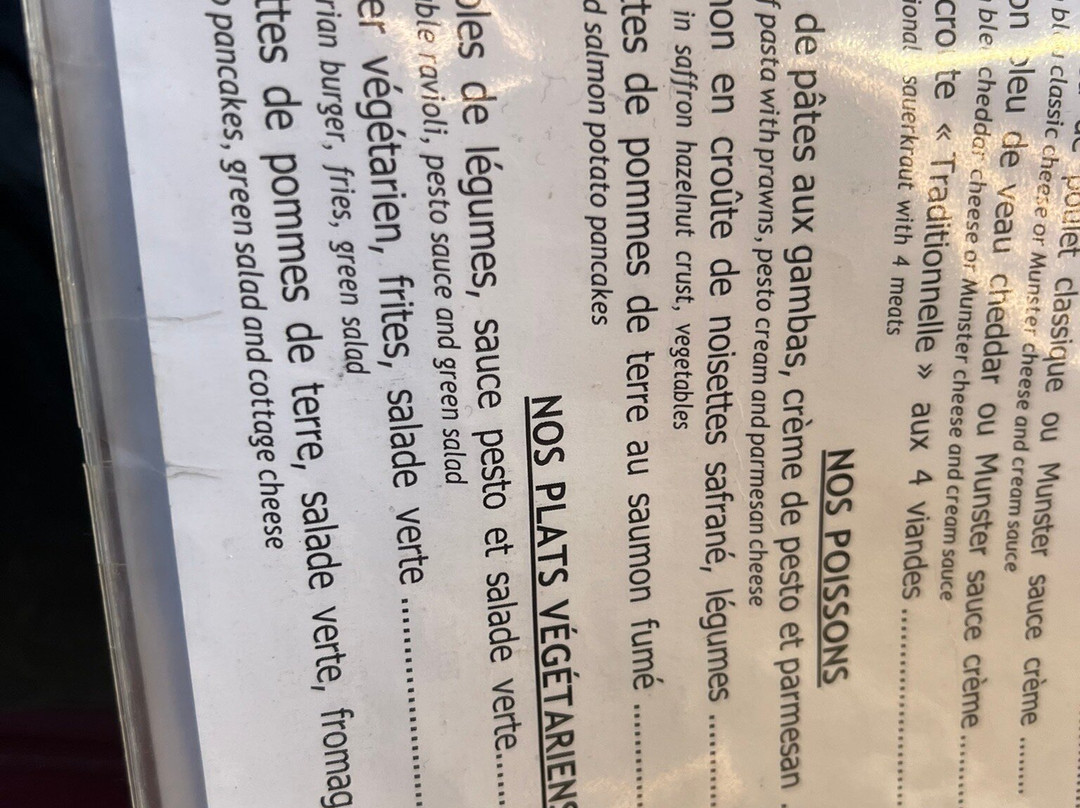 poulet classique ou Munster sauce crème ........
classic cheese or Munster cheese and cream sauce
de veau cheddar ou Munster sauce crème ........
cheddar cheese or Munster cheese and cream sauce
te « Traditionnelle » aux 4 viandes ........................
sauerkraut with 4 meats
NOS POISSONS
de pâtes aux gambas, crème de pesto et parmesan .
pasta with prawns, pesto cream and parmesan cheese
en croûte de noisettes safrané, légumes ..........
in saffron hazelnut crust, vegetables
de pommes de terre au saumon fumé ............
salmon potato pancakes
NOS PLATS VÉGÉTARIENS
de légumes, sauce pesto et salade verte......
ravioli, pesto sauce and green salad
végétarien, frites, salade verte ........................
burger, fries, green salad
de pommes de terre, salade verte, fromag
pancakes, green salad and cottage cheese